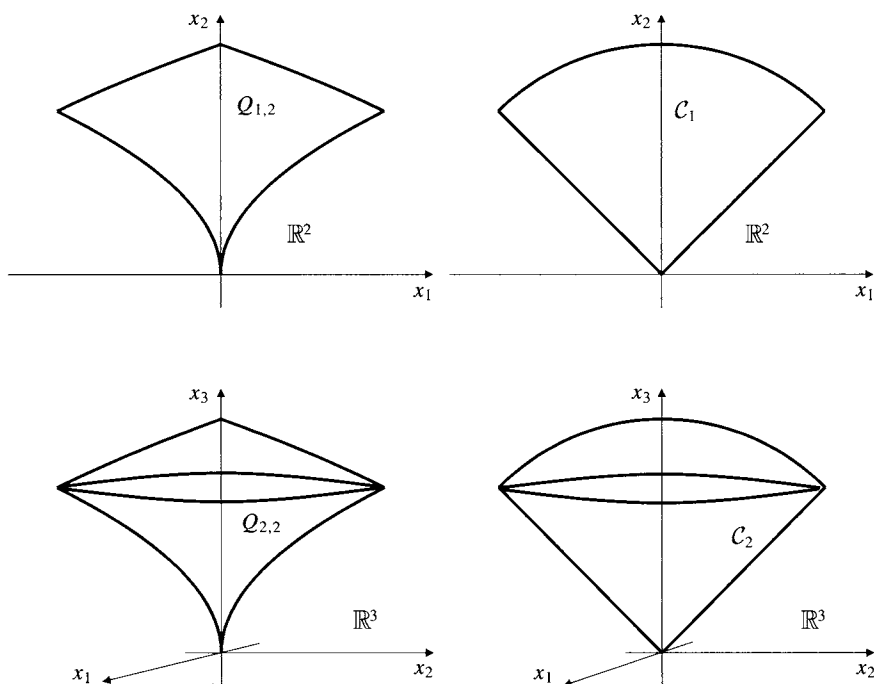 x₂ x₂
Q₁,₂ 𝒞₁
ℝ² ℝ²
x₁ x₁
x₃ x₃
Q₂,₂ 𝒞₂
ℝ³ ℝ³
x₁ x₂ x₁ x₂